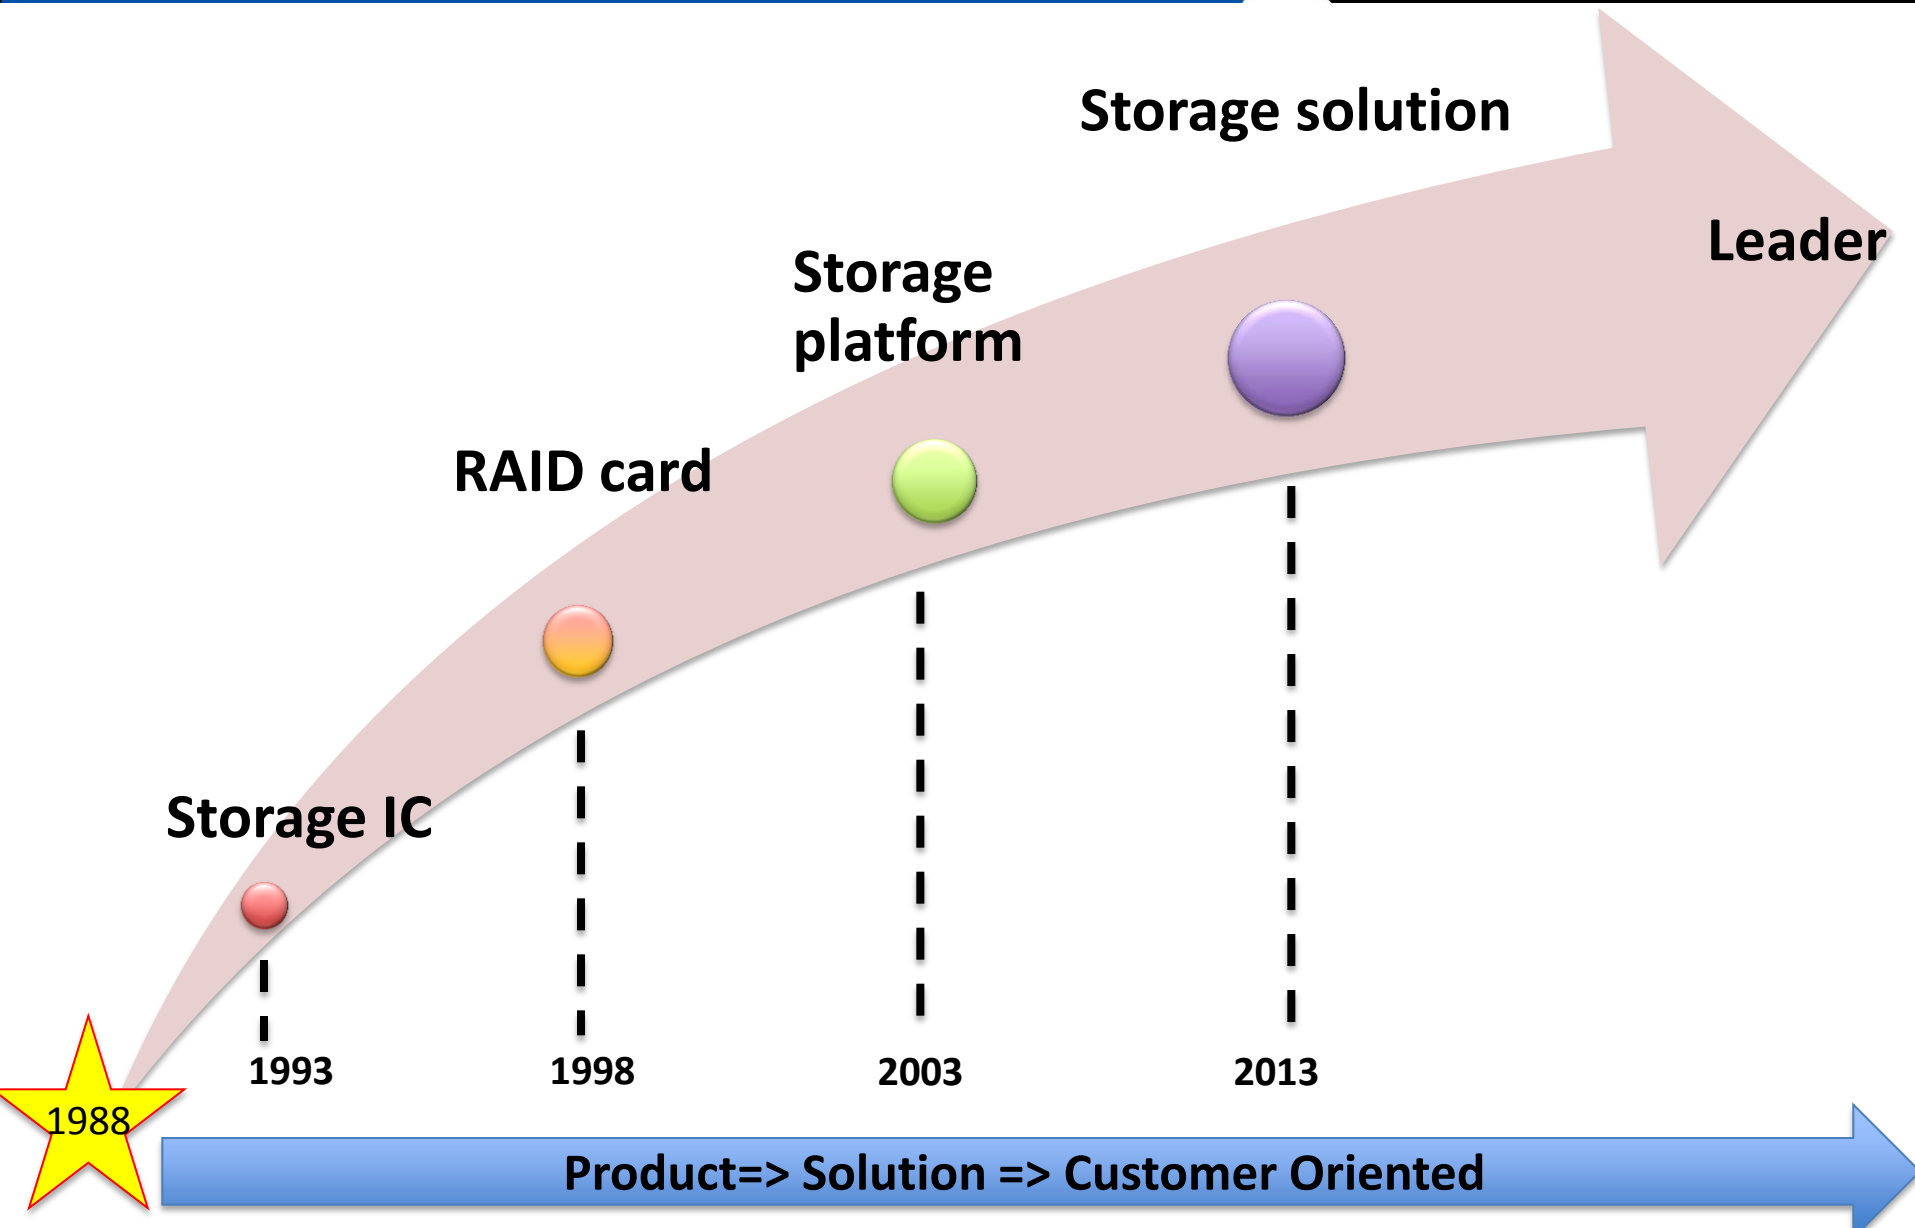 Storage solution
Leader
Storage
platform
RAID card
Storage IC
1993
1998
2003
2013
1988
Product=> Solution => Customer Oriented